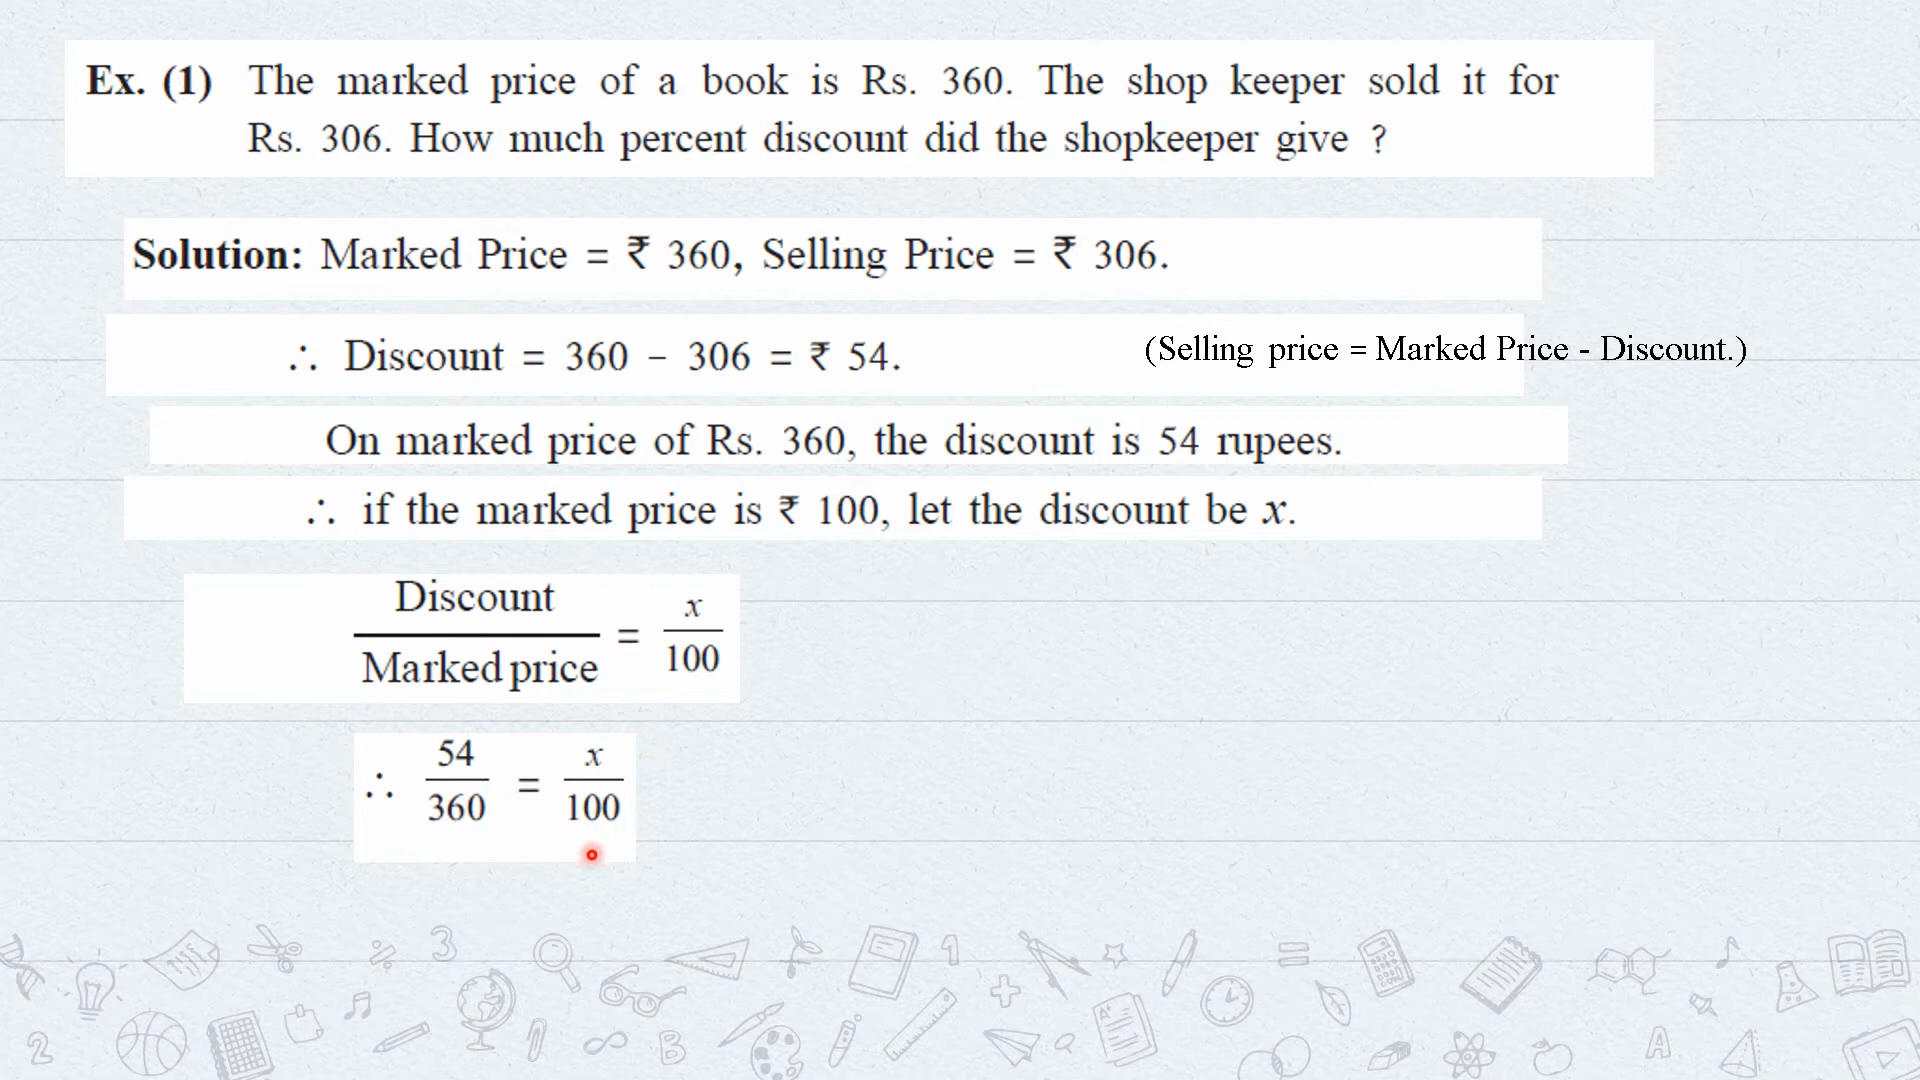 Ex. (1) The marked price of a book is Rs. 360. The shop keeper sold it for
Rs. 306. How much percent discount did the shopkeeper give ?
Solution: Marked Price = ₹ 360, Selling Price = ₹ 306.
∴ Discount = 360 − 306 = ₹ 54.
(Selling price = Marked Price - Discount.)
On marked price of Rs. 360, the discount is 54 rupees.
∴ if the marked price is ₹ 100, let the discount be x.
Discount / Marked price = x / 100
∴ 54 / 360 = x / 100